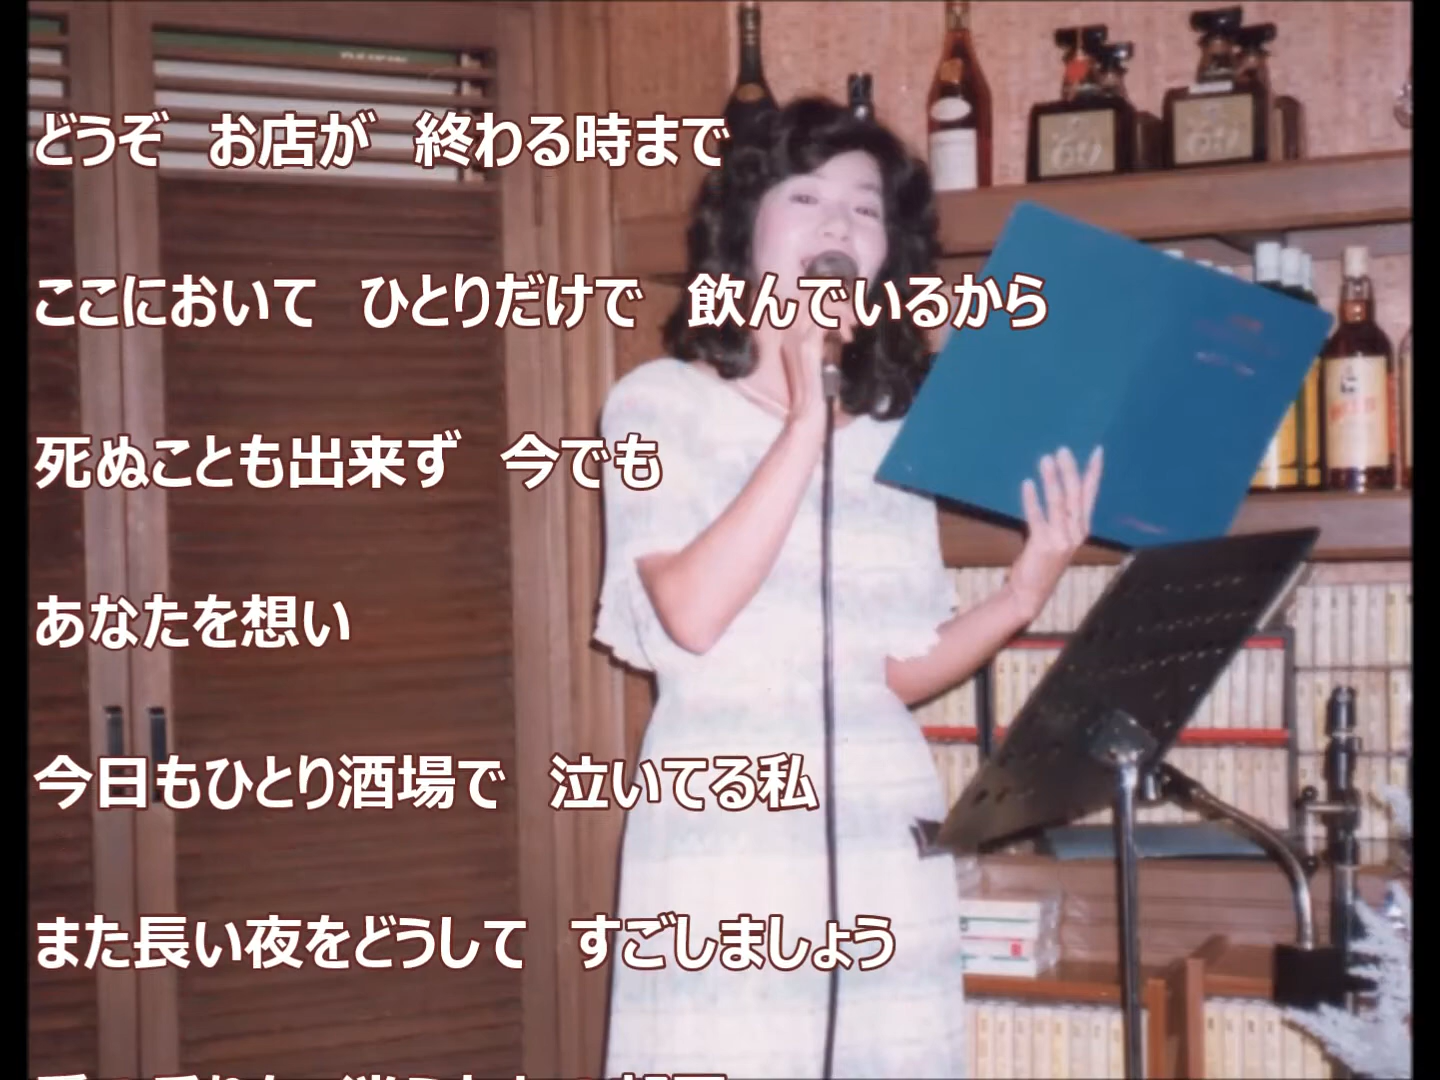 どうぞ　お店が　終わる時まで
ここにおいて　ひとりだけで　飲んでいるから
死ぬことも出来ず　今でも
あなたを想い
今日もひとり酒場で　泣いてる私
また長い夜をどうして　すごしましょう